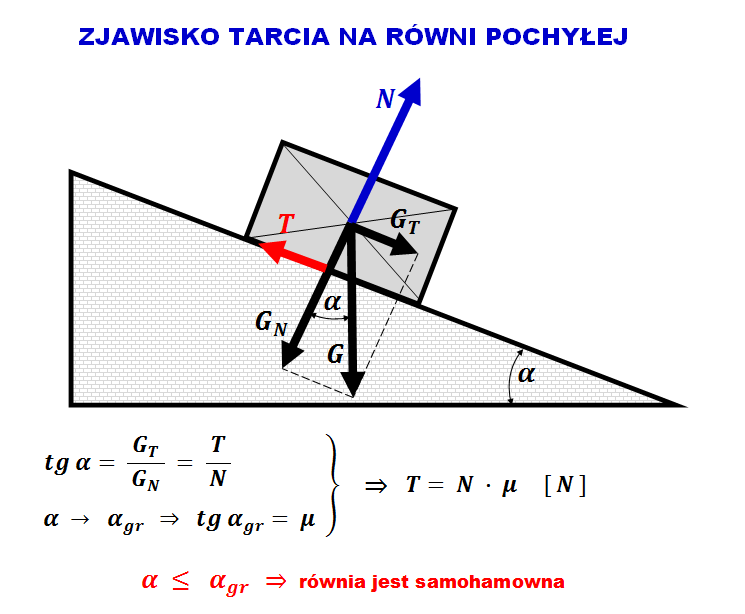 ZJAWISKO TARCIA NA RÓWNI POCHYŁEJ
N
T
G_T
α
G_N
G
α
tg α = G_T / G_N = T / N
α → α_gr ⇒ tg α_gr = μ
} ⇒ T = N · μ [N]
α ≤ α_gr ⇒ równia jest samohamowna